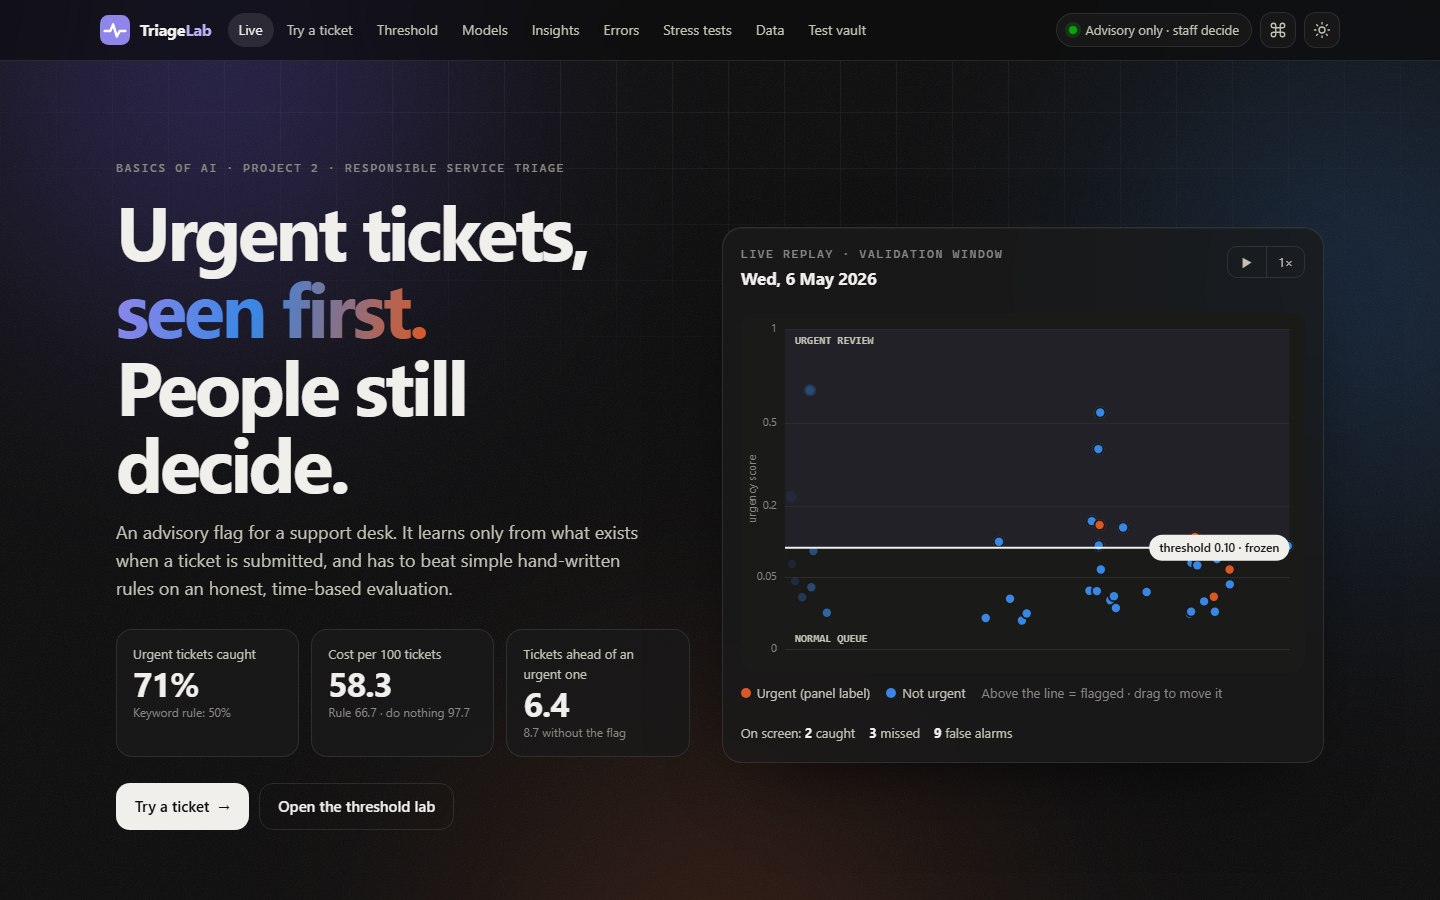 TriageLab
Live
Try a ticket
Threshold
Models
Insights
Errors
Stress tests
Data
Test vault
Advisory only · staff decide
BASICS OF AI · PROJECT 2 · RESPONSIBLE SERVICE TRIAGE
Urgent tickets,
seen first.
People still
decide.
An advisory flag for a support desk. It learns only from what exists
when a ticket is submitted, and has to beat simple hand-written
rules on an honest, time-based evaluation.
Urgent tickets caught
71%
Keyword rule: 50%
Cost per 100 tickets
58.3
Rule 66.7 · do nothing 97.7
Tickets ahead of an
urgent one
6.4
8.7 without the flag
Try a ticket →
Open the threshold lab
LIVE REPLAY · VALIDATION WINDOW
Wed, 6 May 2026
1×
URGENT REVIEW
1
0.5
0.2
0.05
0
urgency score
threshold 0.10 · frozen
NORMAL QUEUE
Urgent (panel label)
Not urgent
Above the line = flagged · drag to move it
On screen: 2 caught 3 missed 9 false alarms